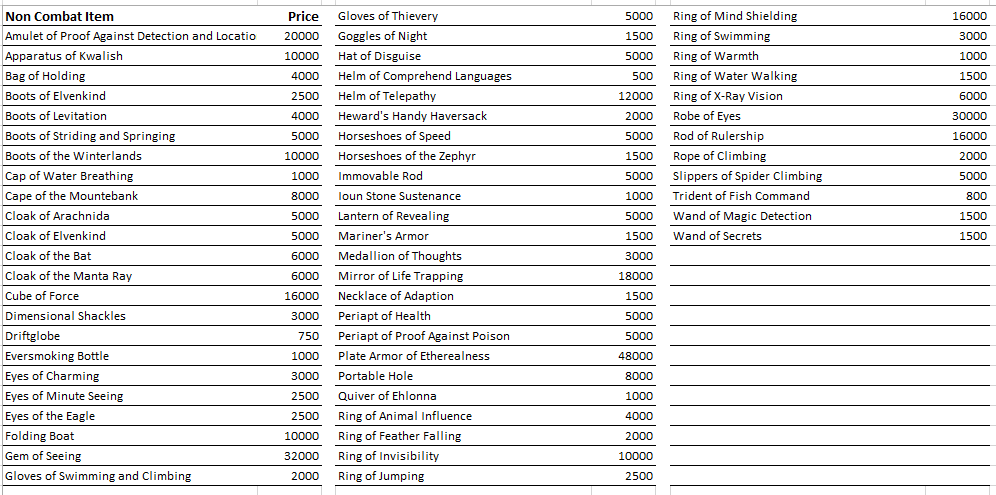 Non Combat Item Price
Amulet of Proof Against Detection and Locatio 20000
Apparatus of Kwalish 10000
Bag of Holding 4000
Boots of Elvenkind 2500
Boots of Levitation 4000
Boots of Striding and Springing 5000
Boots of the Winterlands 10000
Cap of Water Breathing 1000
Cape of the Mountebank 8000
Cloak of Arachnida 5000
Cloak of Elvenkind 5000
Cloak of the Bat 6000
Cloak of the Manta Ray 6000
Cube of Force 16000
Dimensional Shackles 3000
Driftglobe 750
Eversmoking Bottle 1000
Eyes of Charming 3000
Eyes of Minute Seeing 2500
Eyes of the Eagle 2500
Folding Boat 10000
Gem of Seeing 32000
Gloves of Swimming and Climbing 2000
Gloves of Thievery 5000
Goggles of Night 1500
Hat of Disguise 5000
Helm of Comprehend Languages 500
Helm of Telepathy 12000
Heward's Handy Haversack 2000
Horseshoes of Speed 5000
Horseshoes of the Zephyr 1500
Immovable Rod 5000
Ioun Stone Sustenance 1000
Lantern of Revealing 5000
Mariner's Armor 1500
Medallion of Thoughts 3000
Mirror of Life Trapping 18000
Necklace of Adaption 1500
Periapt of Health 5000
Periapt of Proof Against Poison 5000
Plate Armor of Etherealness 48000
Portable Hole 8000
Quiver of Ehlonna 1000
Ring of Animal Influence 4000
Ring of Feather Falling 2000
Ring of Invisibility 10000
Ring of Jumping 2500
Ring of Mind Shielding 16000
Ring of Swimming 3000
Ring of Warmth 1000
Ring of Water Walking 1500
Ring of X-Ray Vision 6000
Robe of Eyes 30000
Rod of Rulership 16000
Rope of Climbing 2000
Slippers of Spider Climbing 5000
Trident of Fish Command 800
Wand of Magic Detection 1500
Wand of Secrets 1500